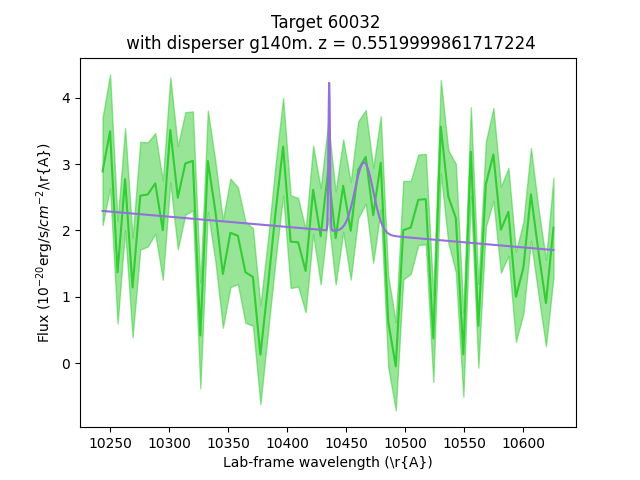 Target 60032
with disperser g140m. z = 0.5519999861717224
Flux (10⁻²⁰erg/s/cm⁻²/\r{A})
4
3
2
1
0
10250 10300 10350 10400 10450 10500 10550 10600
Lab-frame wavelength (\r{A})